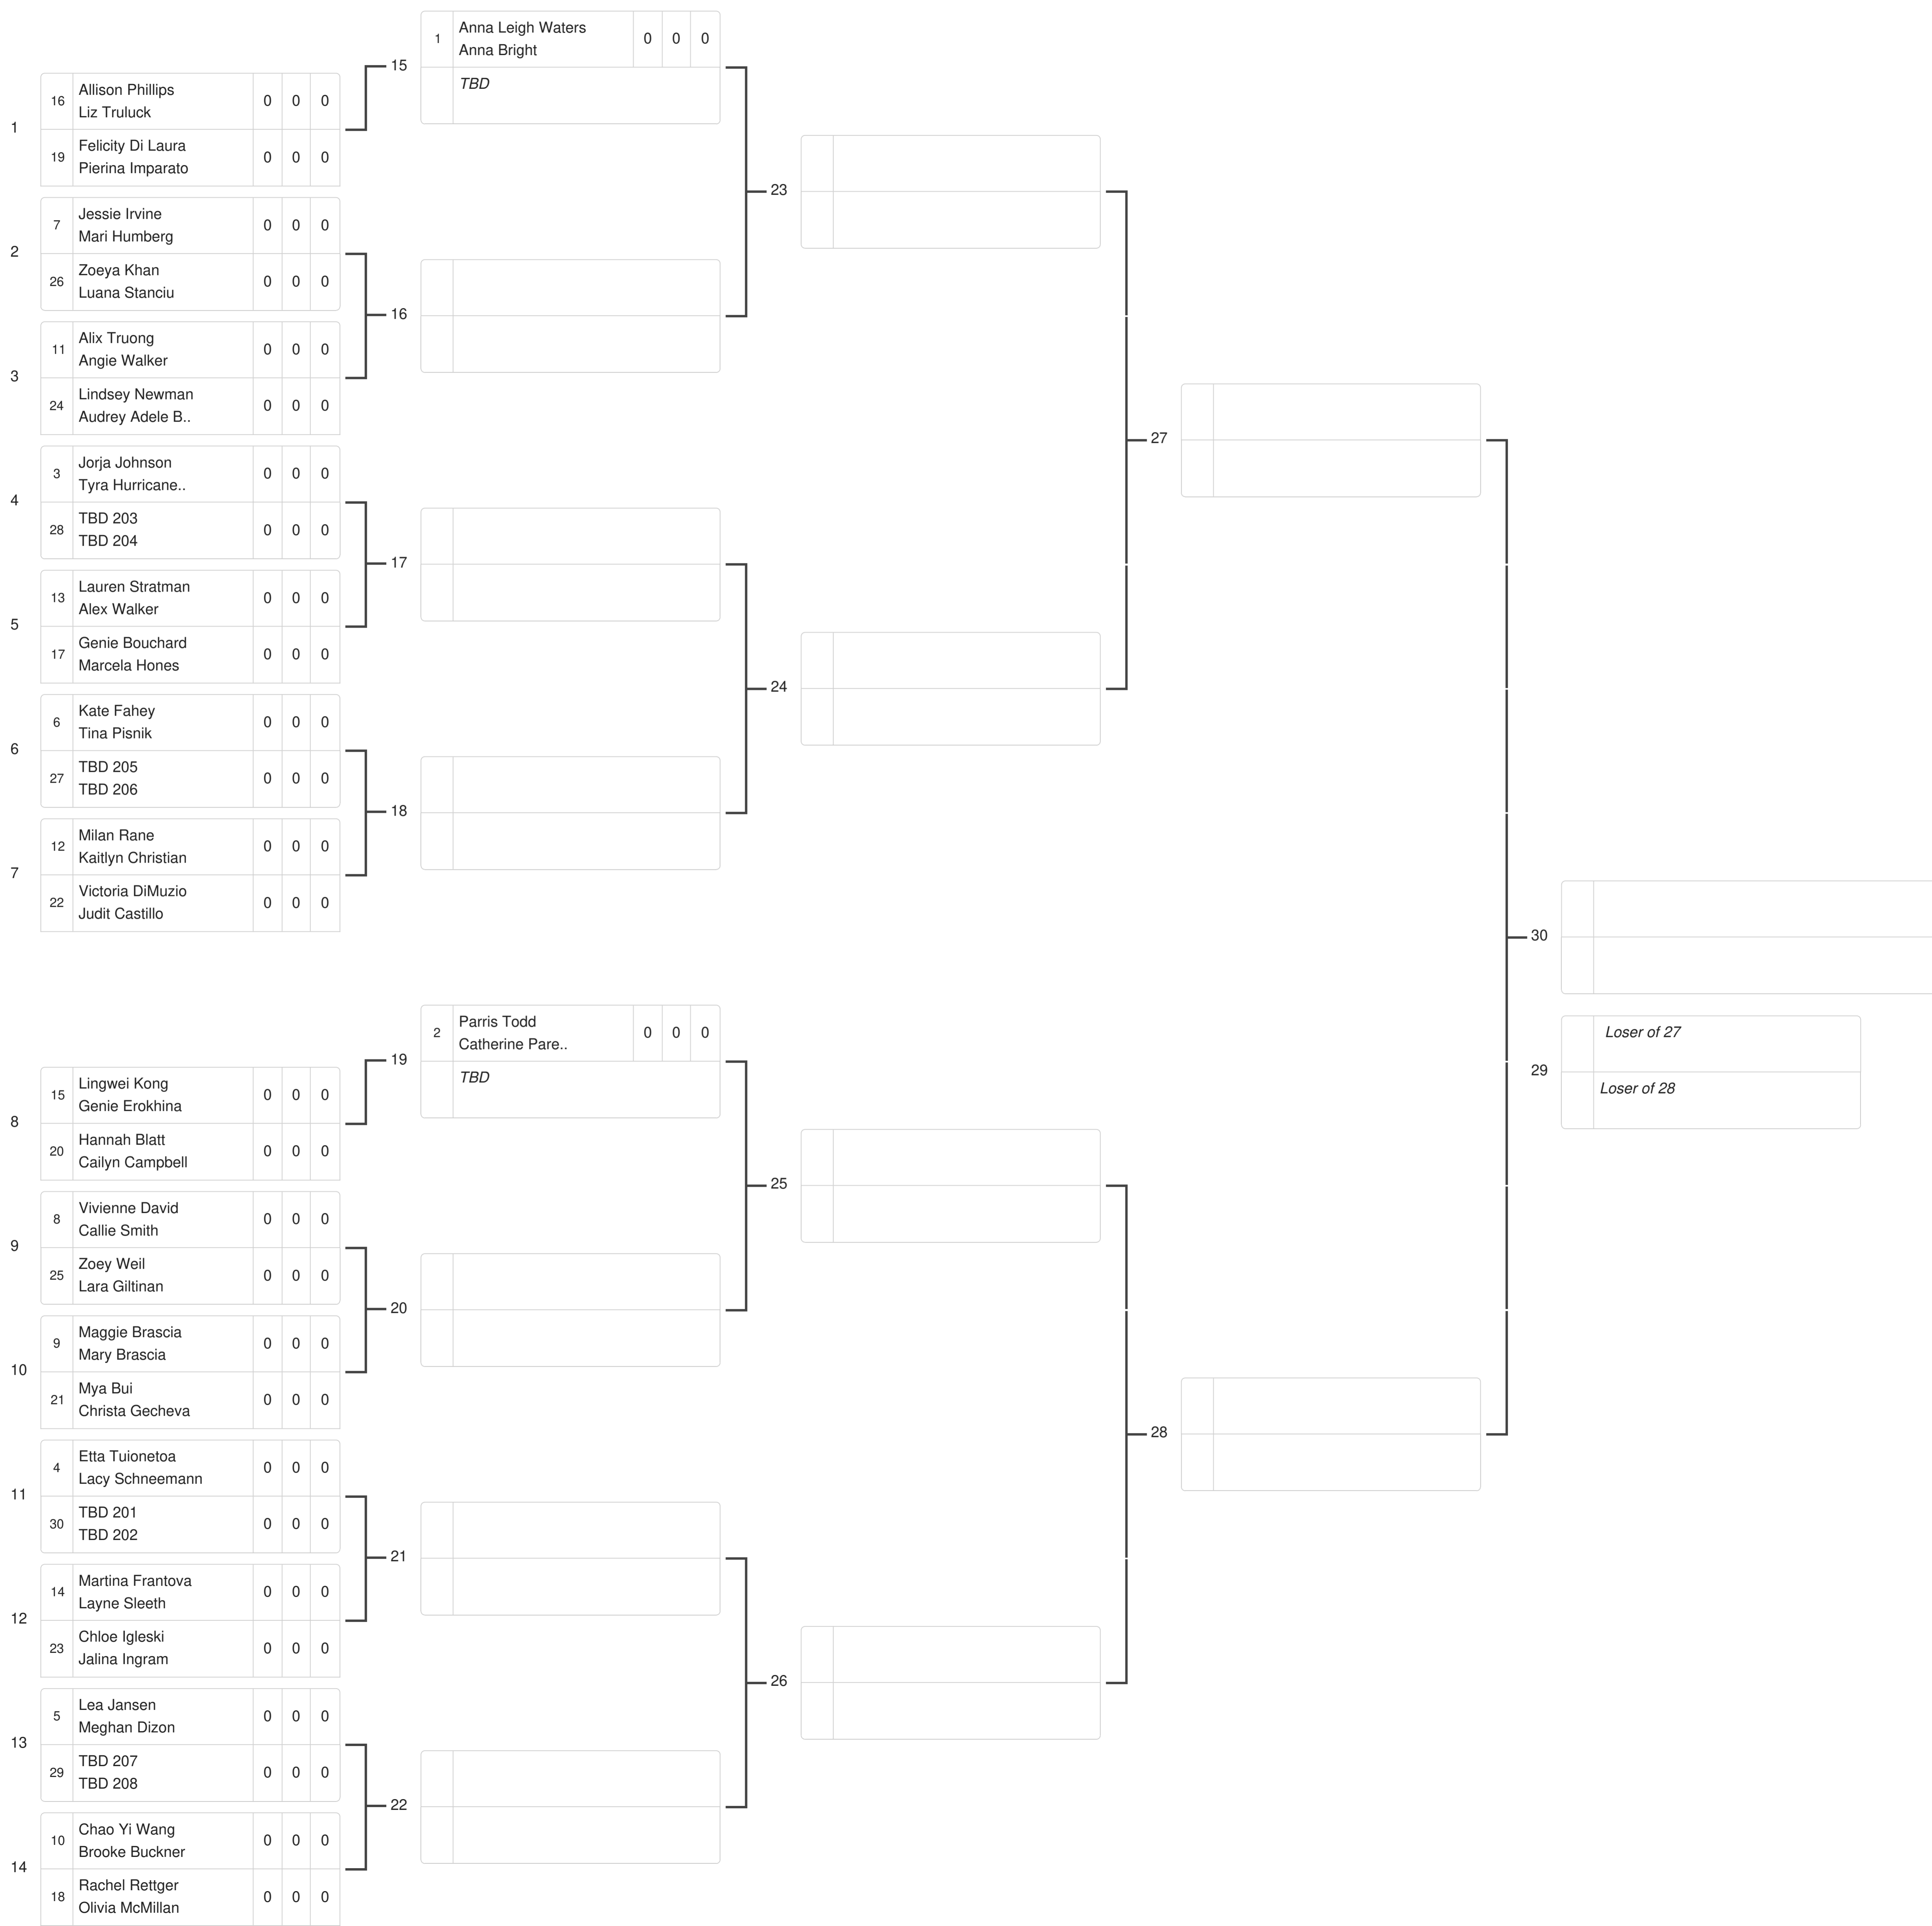 1
16
Allison Phillips
Liz Truluck
0 0 0
19
Felicity Di Laura
Pierina Imparato
0 0 0
2
7
Jessie Irvine
Mari Humberg
0 0 0
26
Zoeya Khan
Luana Stanciu
0 0 0
3
11
Alix Truong
Angie Walker
0 0 0
24
Lindsey Newman
Audrey Adele B..
0 0 0
4
3
Jorja Johnson
Tyra Hurricane..
0 0 0
28
TBD 203
TBD 204
0 0 0
5
13
Lauren Stratman
Alex Walker
0 0 0
17
Genie Bouchard
Marcela Hones
0 0 0
6
6
Kate Fahey
Tina Pisnik
0 0 0
27
TBD 205
TBD 206
0 0 0
7
12
Milan Rane
Kaitlyn Christian
0 0 0
22
Victoria DiMuzio
Judit Castillo
0 0 0
8
15
Lingwei Kong
Genie Erokhina
0 0 0
20
Hannah Blatt
Cailyn Campbell
0 0 0
9
8
Vivienne David
Callie Smith
0 0 0
25
Zoey Weil
Lara Giltinan
0 0 0
10
9
Maggie Brascia
Mary Brascia
0 0 0
21
Mya Bui
Christa Gecheva
0 0 0
11
4
Etta Tuionetoa
Lacy Schneemann
0 0 0
30
TBD 201
TBD 202
0 0 0
12
14
Martina Frantova
Layne Sleeth
0 0 0
23
Chloe Igleski
Jalina Ingram
0 0 0
13
5
Lea Jansen
Meghan Dizon
0 0 0
29
TBD 207
TBD 208
0 0 0
14
10
Chao Yi Wang
Brooke Buckner
0 0 0
18
Rachel Rettger
Olivia McMillan
0 0 0
15
1
Anna Leigh Waters
Anna Bright
0 0 0
TBD
16
17
18
19
2
Parris Todd
Catherine Pare..
0 0 0
TBD
20
21
22
23
24
25
26
27
28
30
29
Loser of 27
Loser of 28